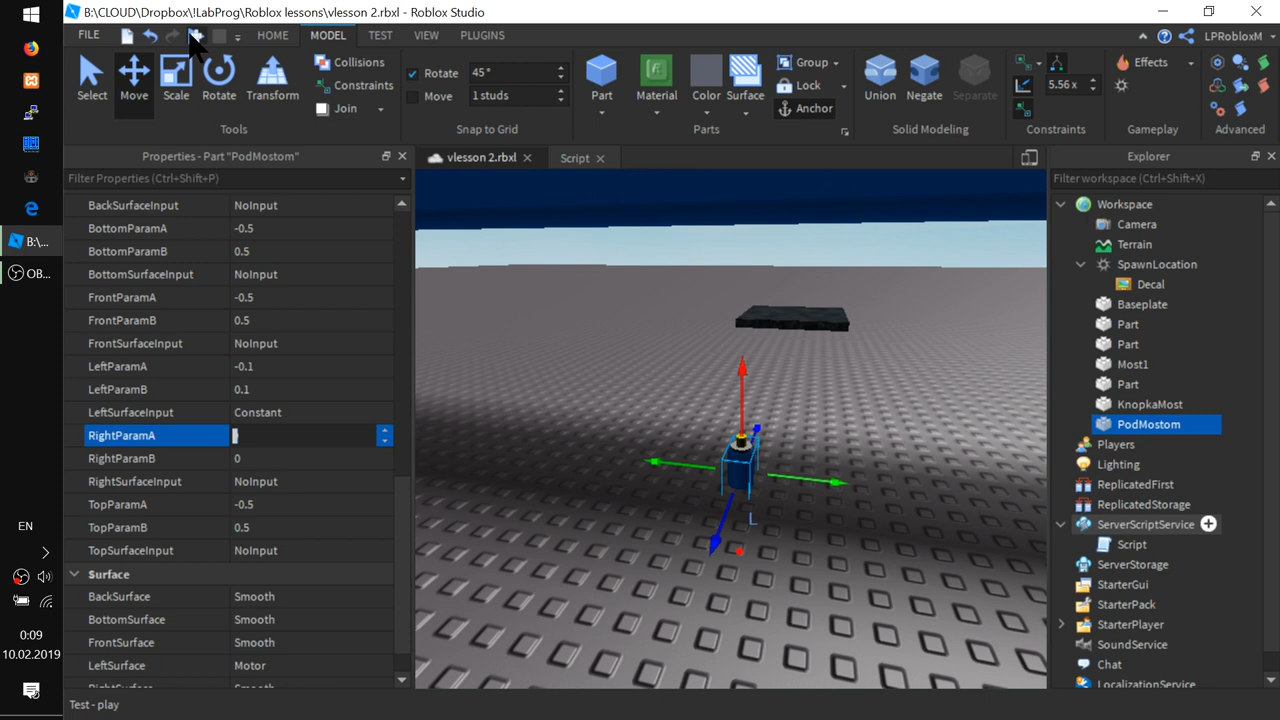 B:\CLOUD\Dropbox\!LabProg\Roblox lessons\vlesson 2.rbxl - Roblox Studio
FILE
HOME
MODEL
TEST
VIEW
PLUGINS
LPRobloxM
Select
Move
Scale
Rotate
Transform
Collisions
Constraints
Join
Tools
Rotate
45°
Move
1 studs
Snap to Grid
Part
Material
Color
Surface
Group
Lock
Anchor
Parts
Union
Negate
Separate
Solid Modeling
5.56 x
Constraints
Effects
Gameplay
Advanced
Properties - Part "PodMostom"
Filter Properties (Ctrl+Shift+P)
BackSurfaceInput NoInput
BottomParamA -0.5
BottomParamB 0.5
BottomSurfaceInput NoInput
FrontParamA -0.5
FrontParamB 0.5
FrontSurfaceInput NoInput
LeftParamA -0.1
LeftParamB 0.1
LeftSurfaceInput Constant
RightParamA
RightParamB 0
RightSurfaceInput NoInput
TopParamA -0.5
TopParamB 0.5
TopSurfaceInput NoInput
Surface
BackSurface Smooth
BottomSurface Smooth
FrontSurface Smooth
LeftSurface Motor
vlesson 2.rbxl
Script
L
Explorer
Filter workspace (Ctrl+Shift+X)
Workspace
Camera
Terrain
SpawnLocation
Decal
Baseplate
Part
Part
Most1
Part
KnopkaMost
PodMostom
Players
Lighting
ReplicatedFirst
ReplicatedStorage
ServerScriptService
Script
ServerStorage
StarterGui
StarterPack
StarterPlayer
SoundService
Chat
LocalizationService
Test - play
B:\...
OB...
EN
0:09
10.02.2019